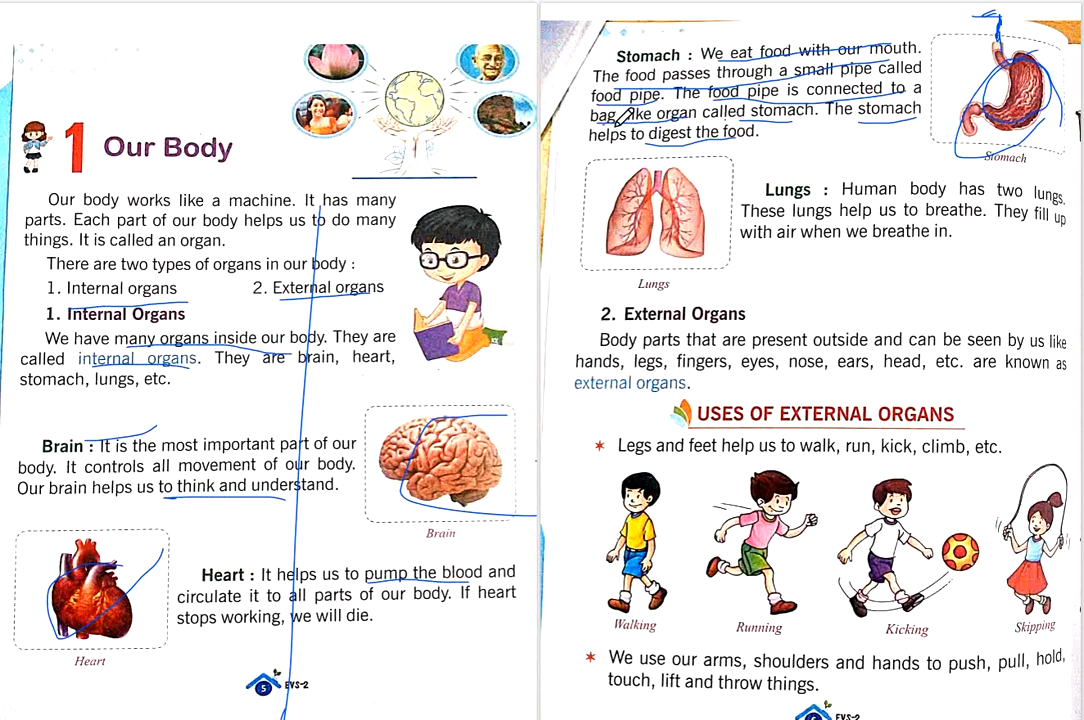 1 Our Body
Our body works like a machine. It has many
parts. Each part of our body helps us to do many
things. It is called an organ.
There are two types of organs in our body :
1. Internal organs 2. External organs
1. Internal Organs
We have many organs inside our body. They are
called internal organs. They are brain, heart,
stomach, lungs, etc.
Brain : It is the most important part of our
body. It controls all movement of our body.
Our brain helps us to think and understand.
Brain
Heart : It helps us to pump the blood and
circulate it to all parts of our body. If heart
stops working, we will die.
Heart
5 EVS-2
Stomach : We eat food with our mouth.
The food passes through a small pipe called
food pipe. The food pipe is connected to a
bag like organ called stomach. The stomach
helps to digest the food.
Stomach
Lungs : Human body has two lungs.
These lungs help us to breathe. They fill up
with air when we breathe in.
Lungs
2. External Organs
Body parts that are present outside and can be seen by us like
hands, legs, fingers, eyes, nose, ears, head, etc. are known as
external organs.
USES OF EXTERNAL ORGANS
Legs and feet help us to walk, run, kick, climb, etc.
Walking
Running
Kicking
Skipping
We use our arms, shoulders and hands to push, pull, hold,
touch, lift and throw things.
EVS-2